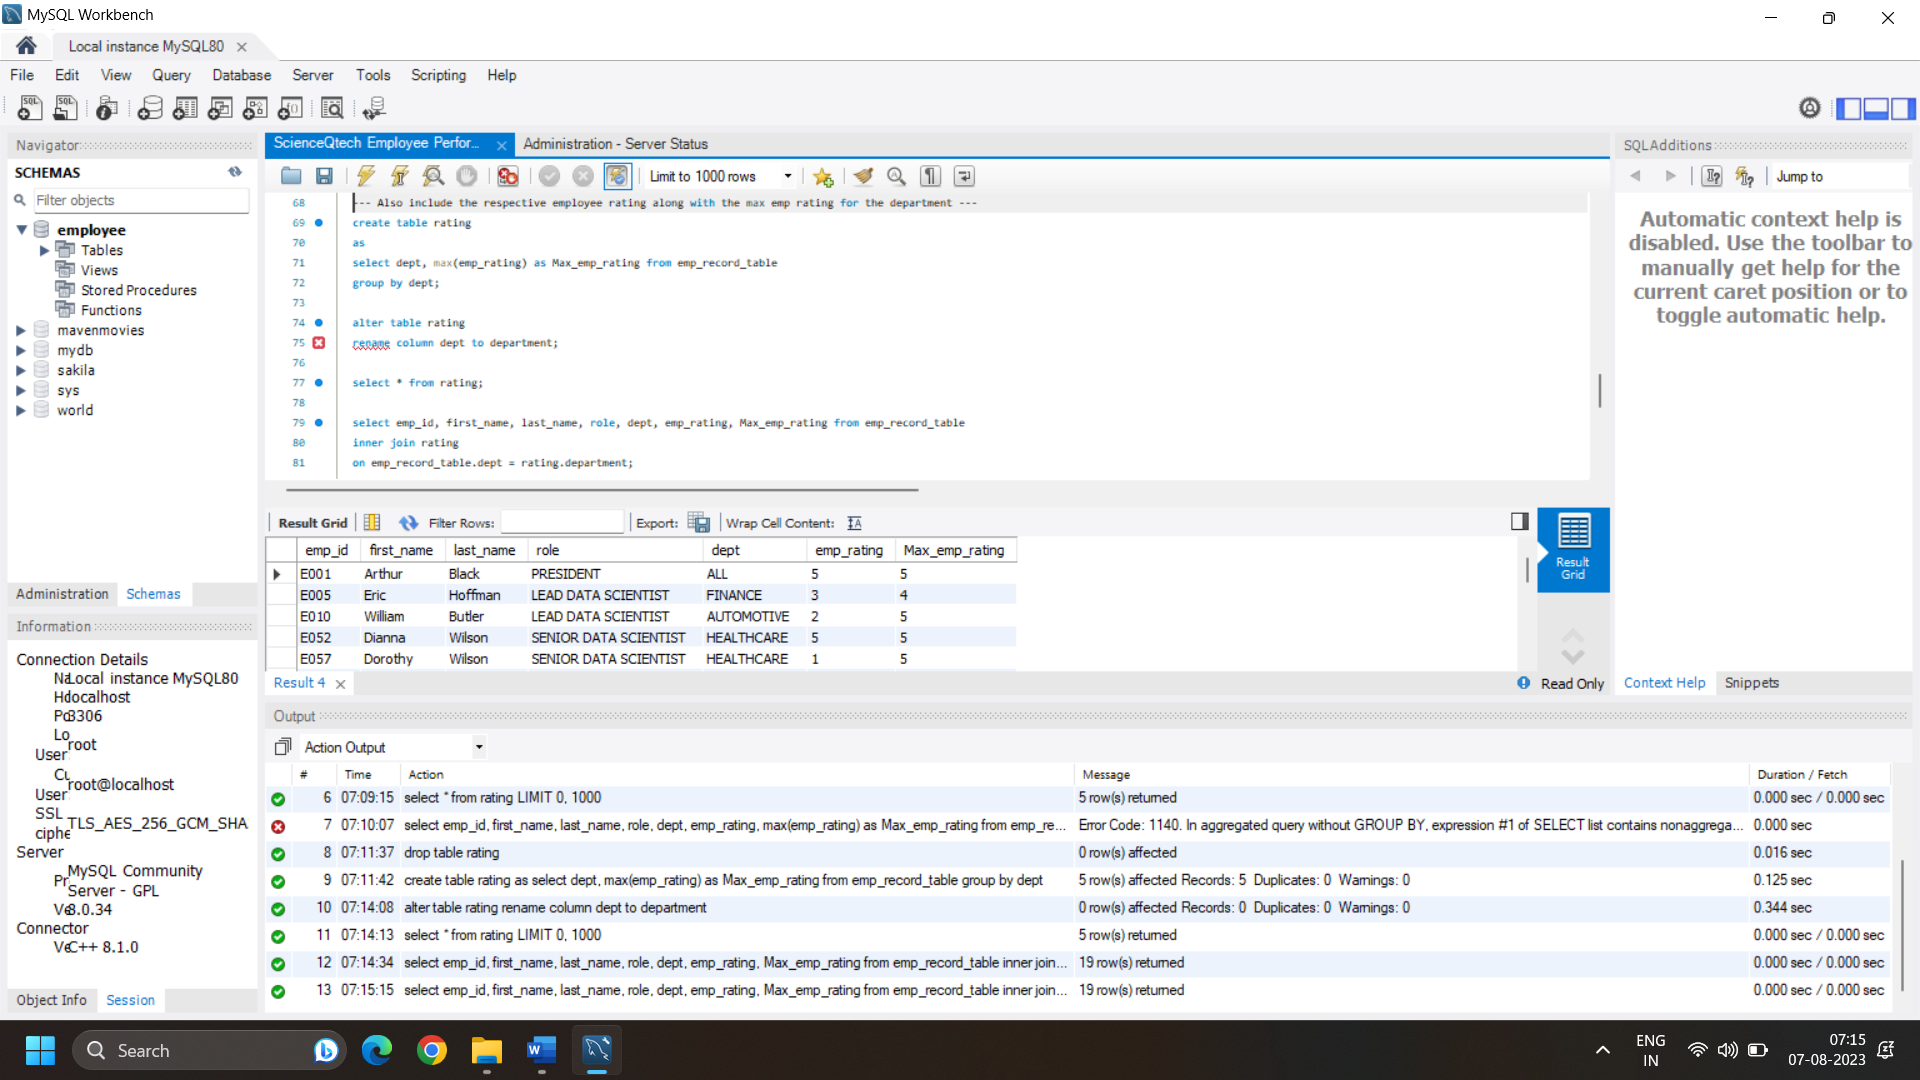 MySQL Workbench
Local instance MySQL80
File Edit View Query Database Server Tools Scripting Help
Navigator
SCHEMAS
Filter objects
employee
Tables
Views
Stored Procedures
Functions
mavenmovies
mydb
sakila
sys
world
Administration Schemas
Information
Connection Details
Local instance MySQL80
localhost
3306
root
User
root@localhost
User
SSL
ciphe
TLS_AES_256_GCM_SHA
Server
MySQL Community
Server - GPL
8.0.34
Connector
C++ 8.1.0
Object Info Session
ScienceQtech Employee Perfor... Administration - Server Status
Limit to 1000 rows
68 --- Also include the respective employee rating along with the max emp rating for the department ---
69 create table rating
70 as
71 select dept, max(emp_rating) as Max_emp_rating from emp_record_table
72 group by dept;
73
74 alter table rating
75 rename column dept to department;
76
77 select * from rating;
78
79 select emp_id, first_name, last_name, role, dept, emp_rating, Max_emp_rating from emp_record_table
80 inner join rating
81 on emp_record_table.dept = rating.department;
Result Grid Filter Rows: Export: Wrap Cell Content:
emp_id first_name last_name role dept emp_rating Max_emp_rating
E001 Arthur Black PRESIDENT ALL 5 5
E005 Eric Hoffman LEAD DATA SCIENTIST FINANCE 3 4
E010 William Butler LEAD DATA SCIENTIST AUTOMOTIVE 2 5
E052 Dianna Wilson SENIOR DATA SCIENTIST HEALTHCARE 5 5
E057 Dorothy Wilson SENIOR DATA SCIENTIST HEALTHCARE 1 5
Result
Grid
Result 4
Read Only
SQLAdditions
Jump to
Automatic context help is
disabled. Use the toolbar to
manually get help for the
current caret position or to
toggle automatic help.
Context Help Snippets
Output
Action Output
# Time Action Message Duration / Fetch
6 07:09:15 select * from rating LIMIT 0, 1000 5 row(s) returned 0.000 sec / 0.000 sec
7 07:10:07 select emp_id, first_name, last_name, role, dept, emp_rating, max(emp_rating) as Max_emp_rating from emp_re... Error Code: 1140. In aggregated query without GROUP BY, expression #1 of SELECT list contains nonaggrega... 0.000 sec
8 07:11:37 drop table rating 0 row(s) affected 0.016 sec
9 07:11:42 create table rating as select dept, max(emp_rating) as Max_emp_rating from emp_record_table group by dept 5 row(s) affected Records: 5 Duplicates: 0 Warnings: 0 0.125 sec
10 07:14:08 alter table rating rename column dept to department 0 row(s) affected Records: 0 Duplicates: 0 Warnings: 0 0.344 sec
11 07:14:13 select * from rating LIMIT 0, 1000 5 row(s) returned 0.000 sec / 0.000 sec
12 07:14:34 select emp_id, first_name, last_name, role, dept, emp_rating, Max_emp_rating from emp_record_table inner join... 19 row(s) returned 0.000 sec / 0.000 sec
13 07:15:15 select emp_id, first_name, last_name, role, dept, emp_rating, Max_emp_rating from emp_record_table inner join... 19 row(s) returned 0.000 sec / 0.000 sec
Search
ENG
IN
07:15
07-08-2023